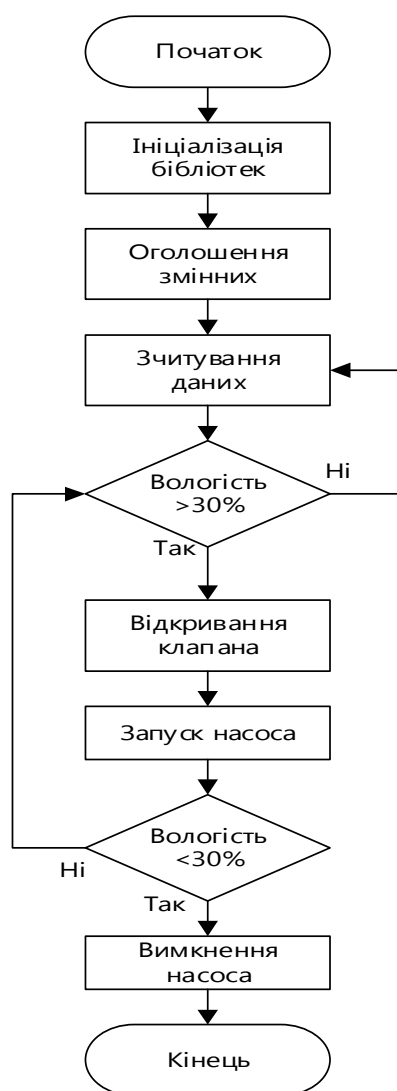 Початок
Ініціалізація
бібліотек
Оголошення
змінних
Зчитування
даних
Вологість
>30%
Ні
Так
Відкривання
клапана
Запуск насоса
Вологість
<30%
Ні
Так
Вимкнення
насоса
Кінець